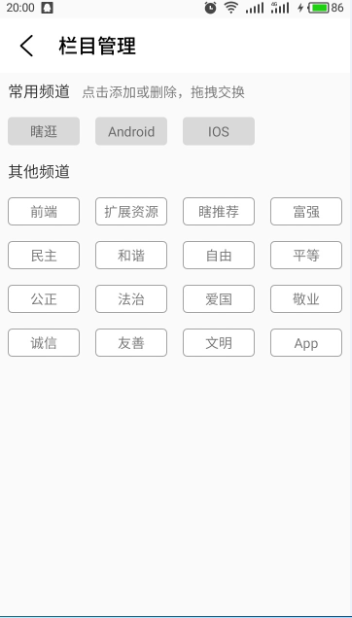 20:00 86
栏目管理
常用频道 点击添加或删除，拖拽交换
瞎逛 Android IOS
其他频道
前端 扩展资源 瞎推荐 富强
民主 和谐 自由 平等
公正 法治 爱国 敬业
诚信 友善 文明 App